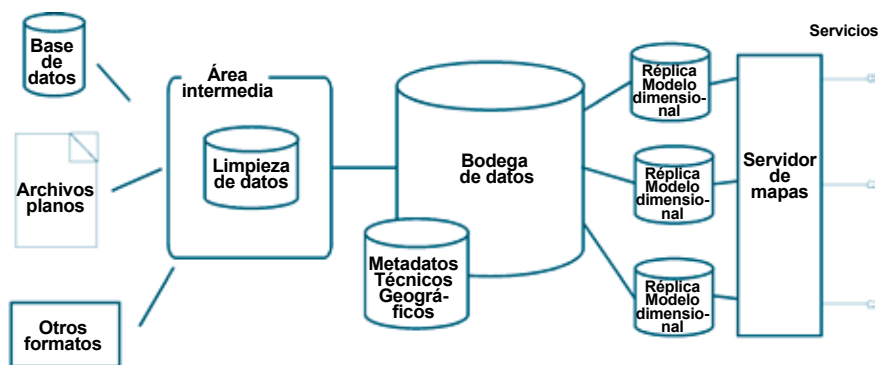 Base
de
datos
Archivos
planos
Otros
formatos
Área
intermedia
Limpieza
de datos
Bodega
de datos
Metadatos
Técnicos
Geográ-
ficos
Réplica
Modelo
dimensio-
nal
Réplica
Modelo
dimensio-
nal
Réplica
Modelo
dimensio-
nal
Servidor
de
mapas
Servicios